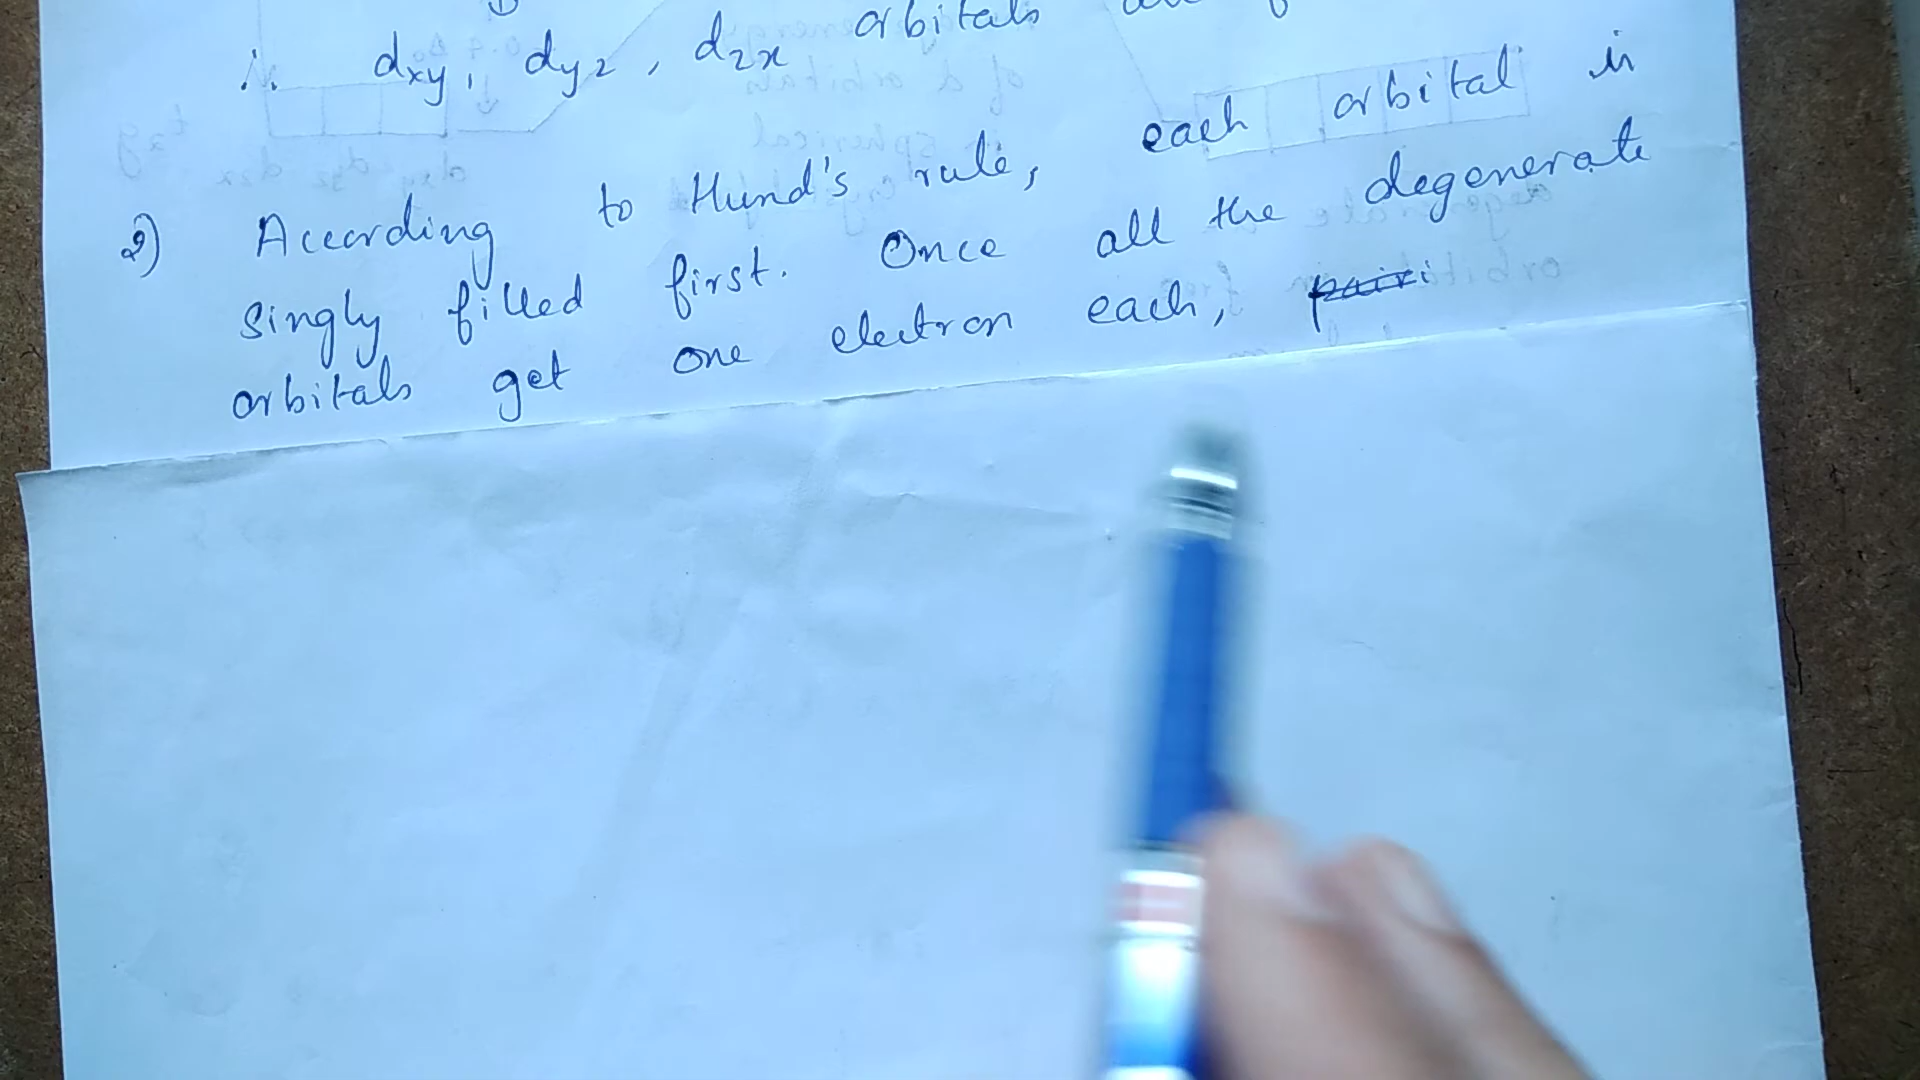 ∴ dxy, dyz, dzx orbitals
2) According to Hund's rule, each orbital is
singly filled first. Once all the degenerate
orbitals get one electron each,